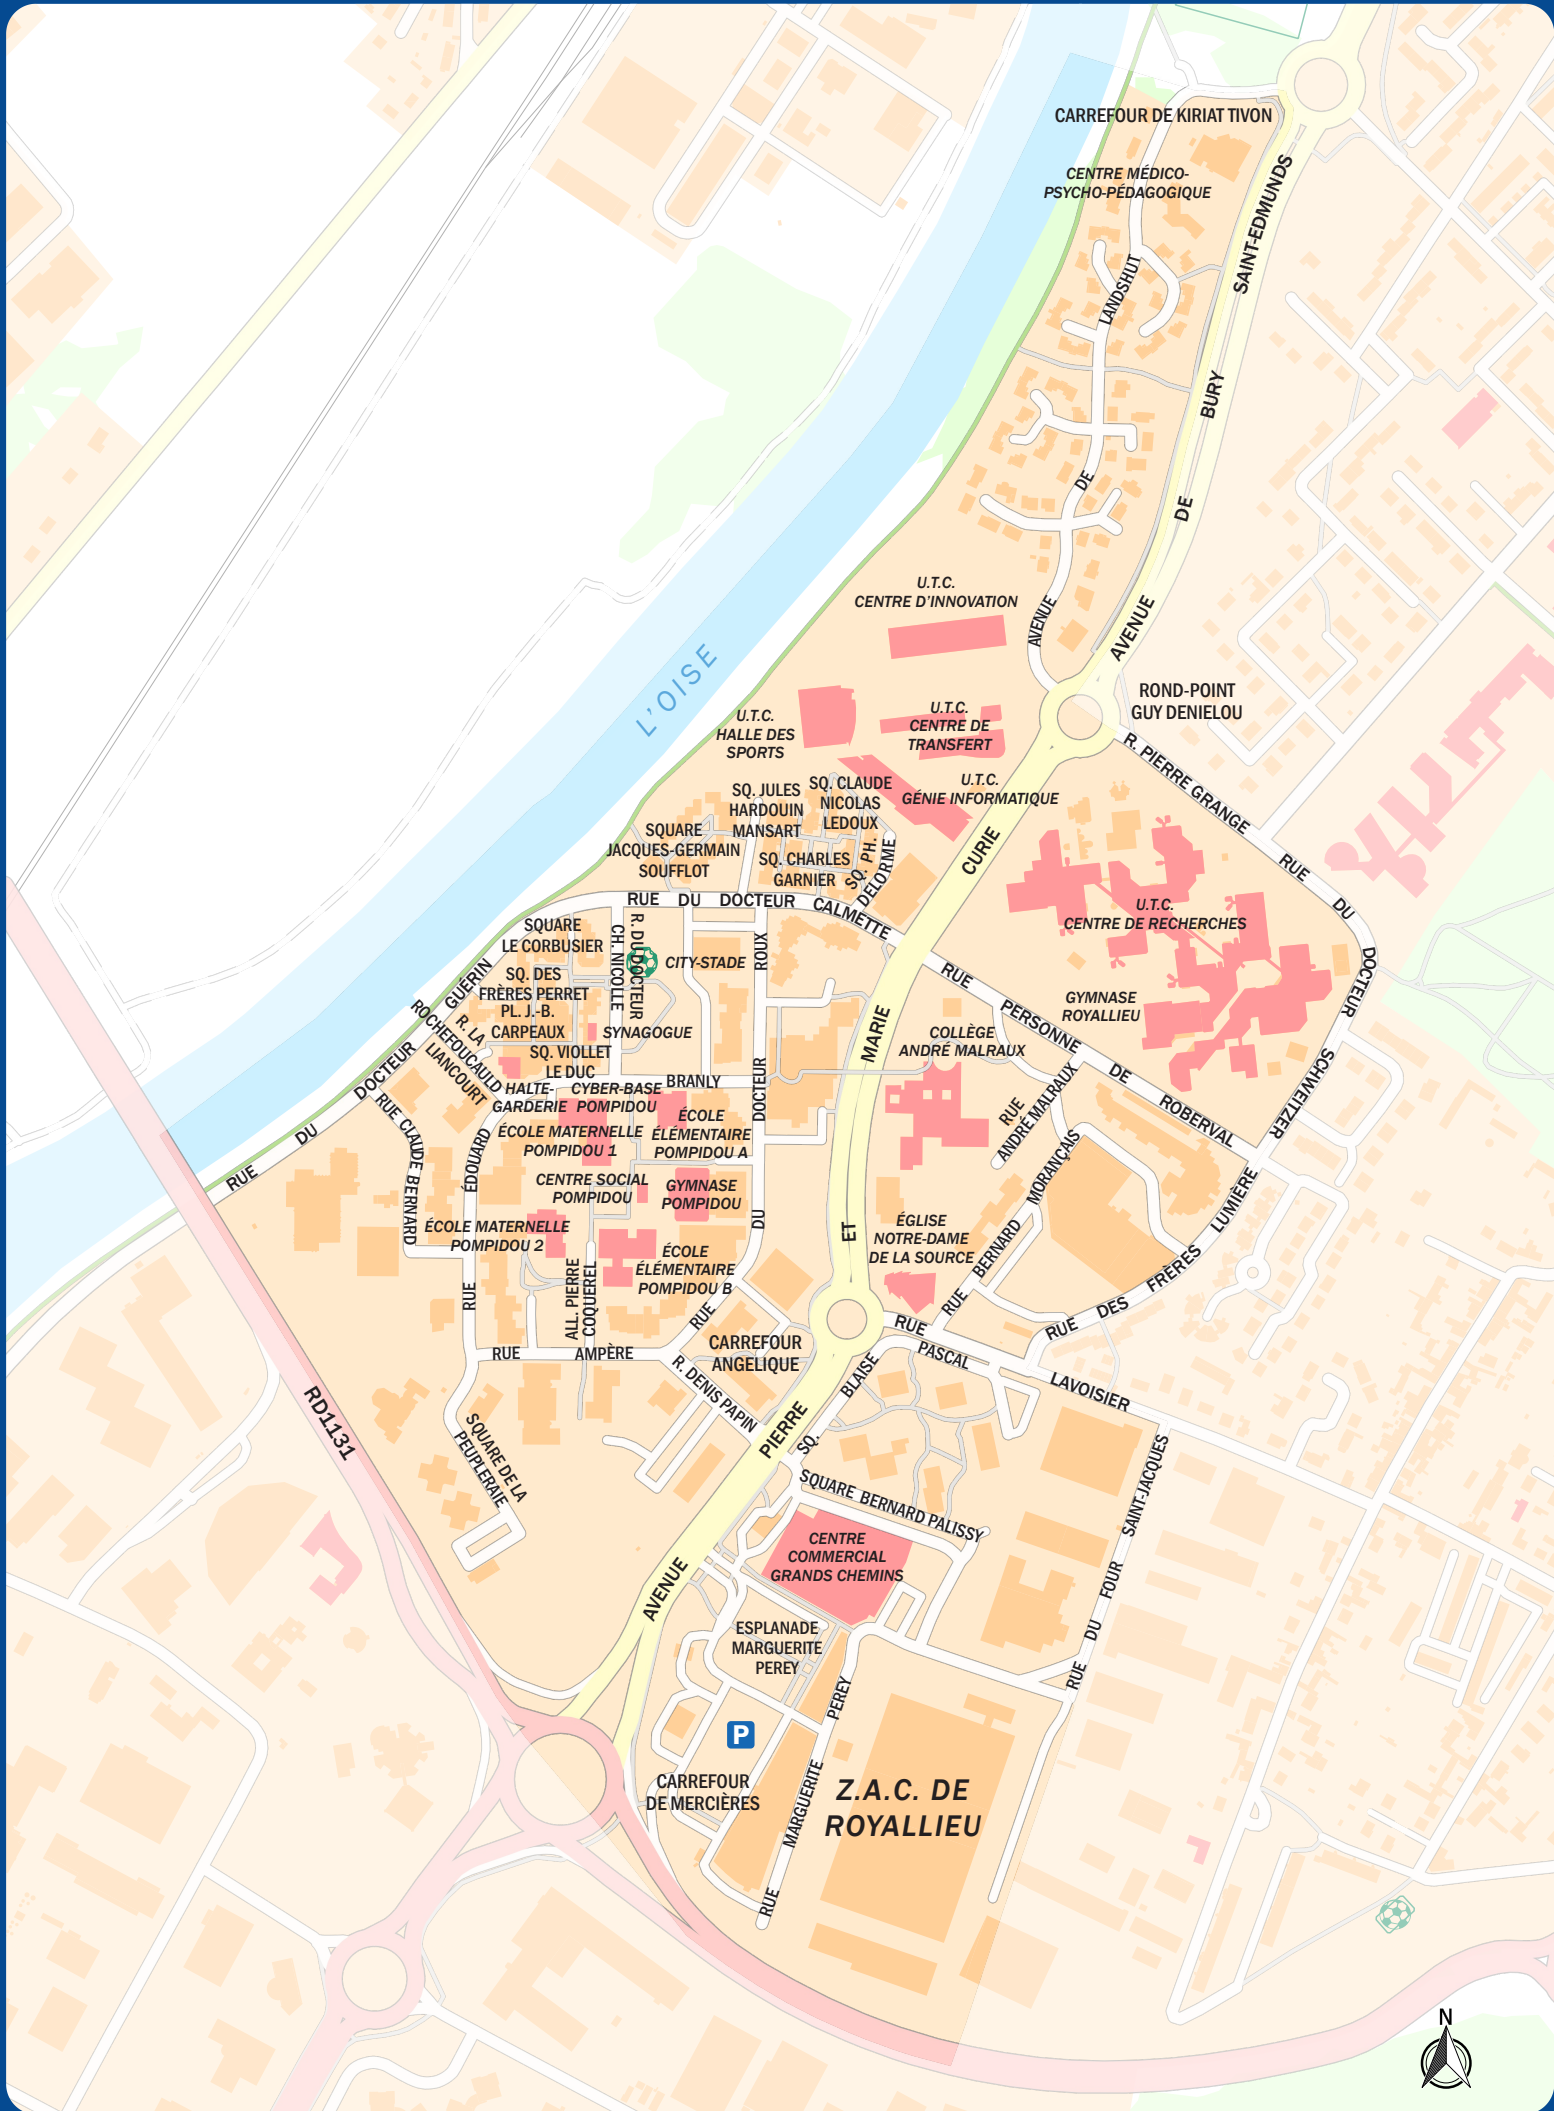 CARREFOUR DE KIRIAT TIVON
CENTRE MÉDICO-
PSYCHO-PÉDAGOGIQUE
AVENUE DE LANDSHUT
AVENUE DE BURY SAINT-EDMUNDS
U.T.C.
CENTRE D'INNOVATION
L'OISE
ROND-POINT
GUY DENIELOU
U.T.C.
HALLE DES
SPORTS
U.T.C.
CENTRE DE
TRANSFERT
U.T.C.
GÉNIE INFORMATIQUE
R. PIERRE GRANGE
SQ. JULES
HARDOUIN
MANSART
SQ. CLAUDE
NICOLAS
LEDOUX
SQUARE
JACQUES-GERMAIN
SOUFFLOT
SQ. CHARLES
GARNIER
SQ. PH.
DELORME
RUE DU DOCTEUR CALMETTE
RUE DU DOCTEUR SCHWEITZER
U.T.C.
CENTRE DE RECHERCHES
SQUARE
LE CORBUSIER
CH. NICOLLE
R. DU DOCTEUR
CITY-STADE
SQ. DES
FRÈRES PERRET
PL. J.-B.
CARPEAUX
SYNAGOGUE
SQ. VIOLLET
LE DUC
RUE DU DOCTEUR GUÉRIN
R. LA
ROCHEFOUCAULD
LIANCOURT
RUE PERSONNE DE ROBERVAL
GYMNASE
ROYALLIEU
COLLÈGE
ANDRÉ MALRAUX
RUE
ANDRÉ MALRAUX
HALTE-
GARDERIE
CYBER-BASE
POMPIDOU
RUE ÉDOUARD BRANLY
RUE DU DOCTEUR ROUX
ÉCOLE MATERNELLE
POMPIDOU 1
ÉCOLE
ÉLÉMENTAIRE
POMPIDOU A
RUE CLAUDE BERNARD
CENTRE SOCIAL
POMPIDOU
GYMNASE
POMPIDOU
ÉCOLE MATERNELLE
POMPIDOU 2
ÉCOLE
ÉLÉMENTAIRE
POMPIDOU B
ALL. PIERRE
COQUEREL
ÉGLISE
NOTRE-DAME
DE LA SOURCE
RUE BERNARD MORANÇAIS
RUE DES FRÈRES LUMIÈRE
RUE AMPÈRE
CARREFOUR
ANGELIQUE
R. DENIS PAPIN
RUE LAVOISIER
SQ. BLAISE PASCAL
RD1131
SQUARE DE LA
PEUPLERAIE
AVENUE PIERRE ET MARIE CURIE
SQUARE BERNARD PALISSY
CENTRE
COMMERCIAL
GRANDS CHEMINS
RUE DU FOUR SAINT-JACQUES
ESPLANADE
MARGUERITE
PEREY
RUE MARGUERITE PEREY
P
CARREFOUR
DE MERCIÈRES
Z.A.C. DE
ROYALLIEU
N